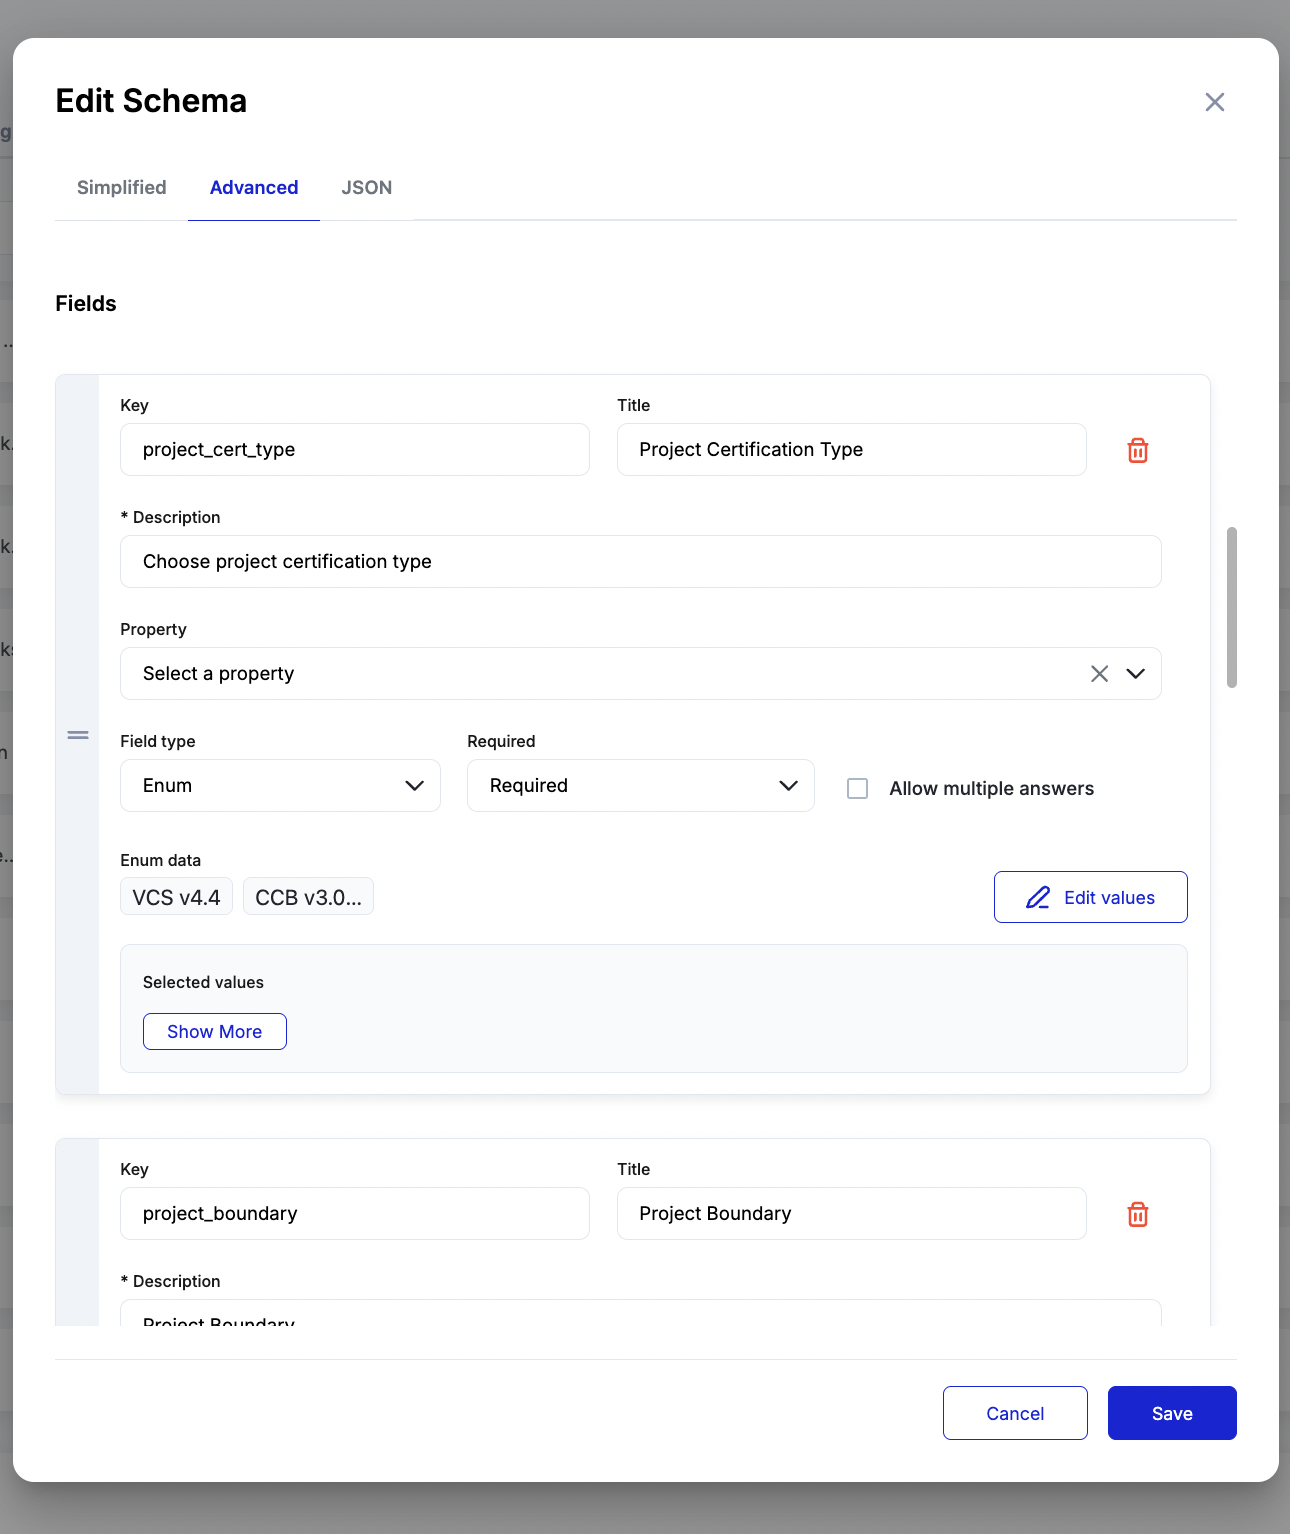 Edit Schema
Simplified Advanced JSON
Fields
Key Title
project_cert_type Project Certification Type
* Description
Choose project certification type
Property
Select a property
Field type Required
Enum Required Allow multiple answers
Enum data
VCS v4.4 CCB v3.0... Edit values
Selected values
Show More
Key Title
project_boundary Project Boundary
* Description
Project Boundary
Cancel Save